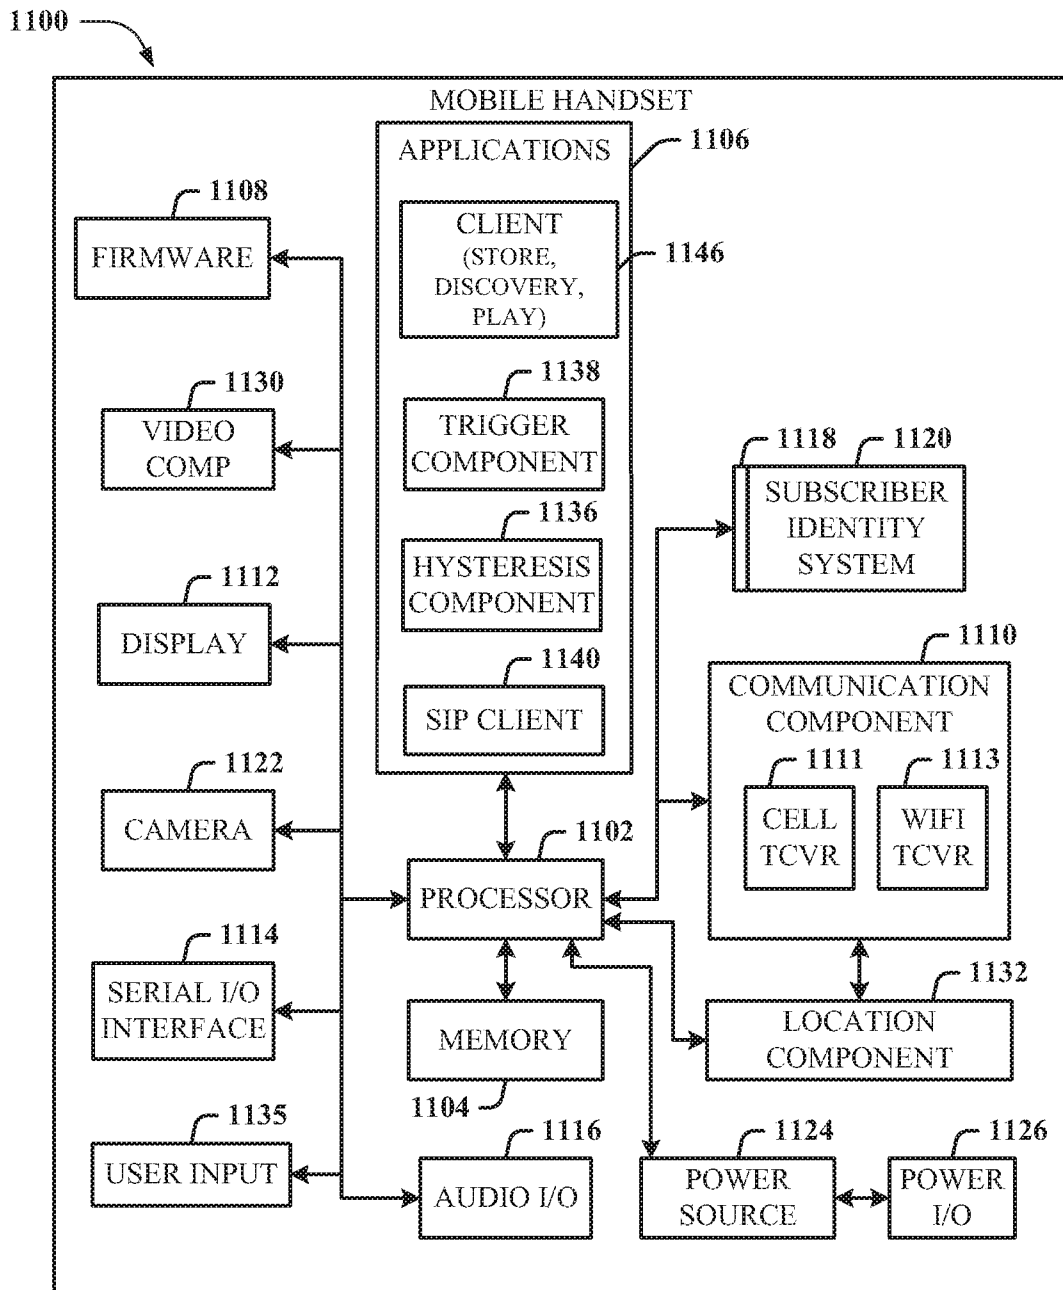 1100
MOBILE HANDSET
APPLICATIONS
1106
CLIENT
(STORE,
DISCOVERY,
PLAY)
1146
1108
FIRMWARE
1138
TRIGGER
COMPONENT
1130
VIDEO
COMP
1118
1120
SUBSCRIBER
IDENTITY
SYSTEM
1136
HYSTERESIS
COMPONENT
1112
DISPLAY
1140
SIP CLIENT
1110
COMMUNICATION
COMPONENT
1111
CELL
TCVR
1113
WIFI
TCVR
1122
CAMERA
1102
PROCESSOR
1114
SERIAL I/O
INTERFACE
MEMORY
1104
1132
LOCATION
COMPONENT
1135
USER INPUT
1116
AUDIO I/O
1124
POWER
SOURCE
1126
POWER
I/O